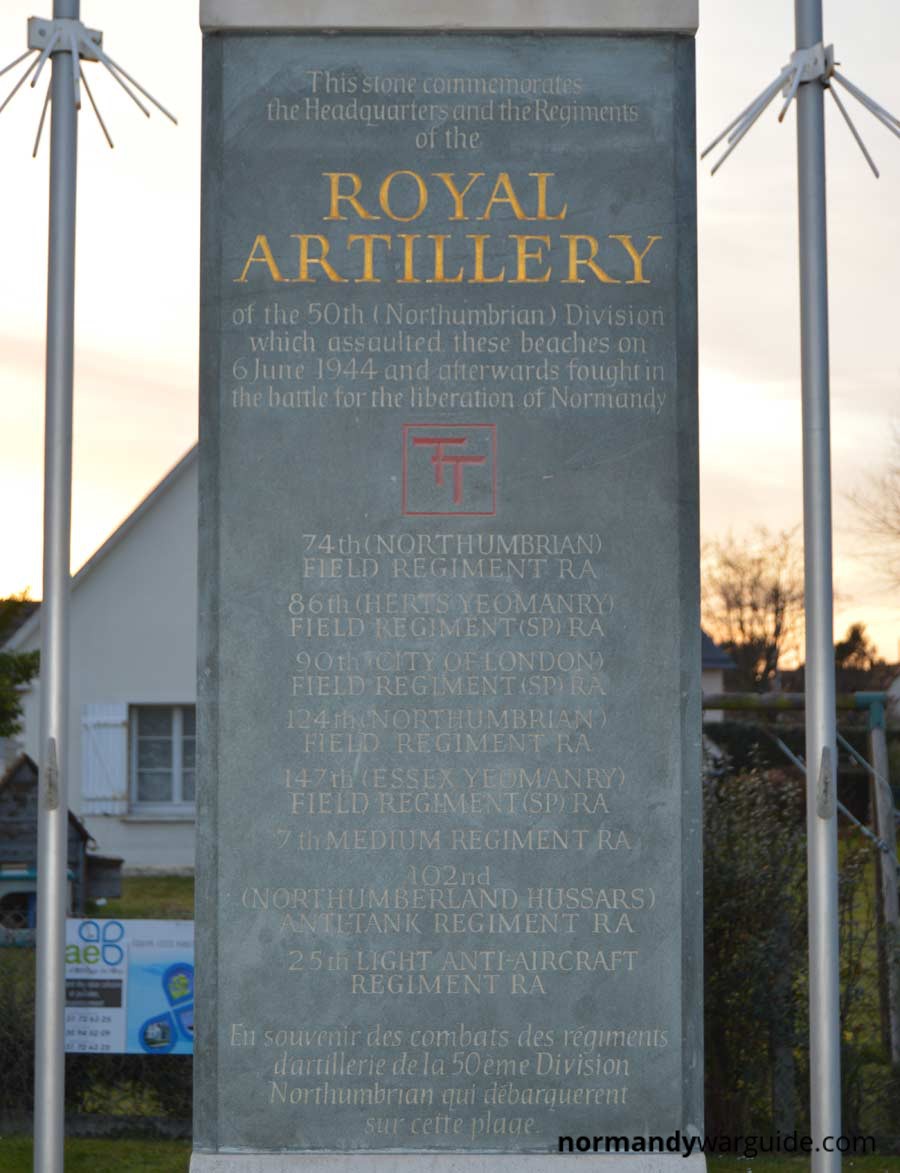 This stone commemorates
the Headquarters and the Regiments
of the
ROYAL
ARTILLERY
of the 50th (Northumbrian) Division
which assaulted these beaches on
6 June 1944 and afterwards fought in
the battle for the liberation of Normandy
TT
74th (NORTHUMBRIAN)
FIELD REGIMENT RA
86th (HERTS YEOMANRY)
FIELD REGIMENT (SP) RA
90th (CITY OF LONDON)
FIELD REGIMENT (SP) RA
124th (NORTHUMBRIAN)
FIELD REGIMENT RA
147th (ESSEX YEOMANRY)
FIELD REGIMENT (SP) RA
7th MEDIUM REGIMENT RA
102nd
(NORTHUMBERLAND HUSSARS)
ANTI-TANK REGIMENT RA
25th LIGHT ANTI-AIRCRAFT
REGIMENT RA
En souvenir des combats des régiments
d'artillerie de la 50ème Division
Northumbrian qui débarquèrent
sur cette plage.
normandywarguide.com